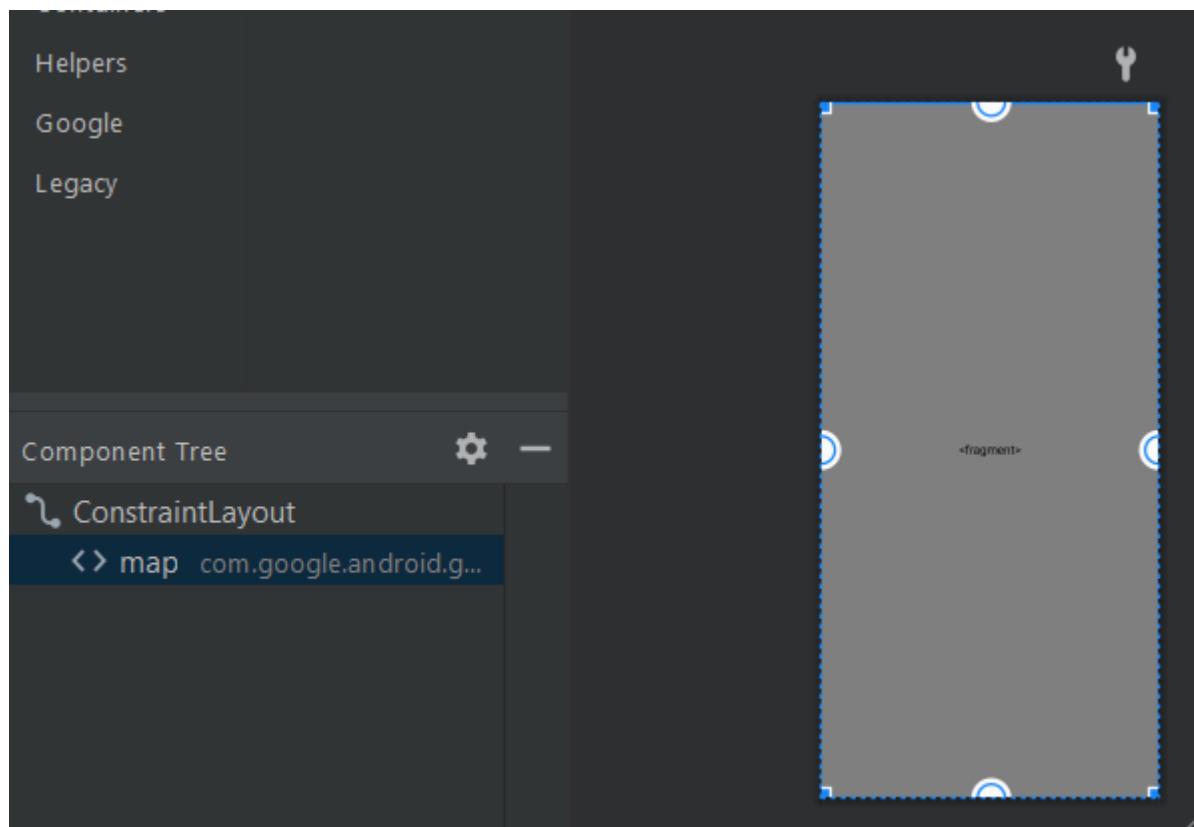 Helpers
Google
Legacy
Component Tree
ConstraintLayout
<> map com.google.android.g...
<fragment>